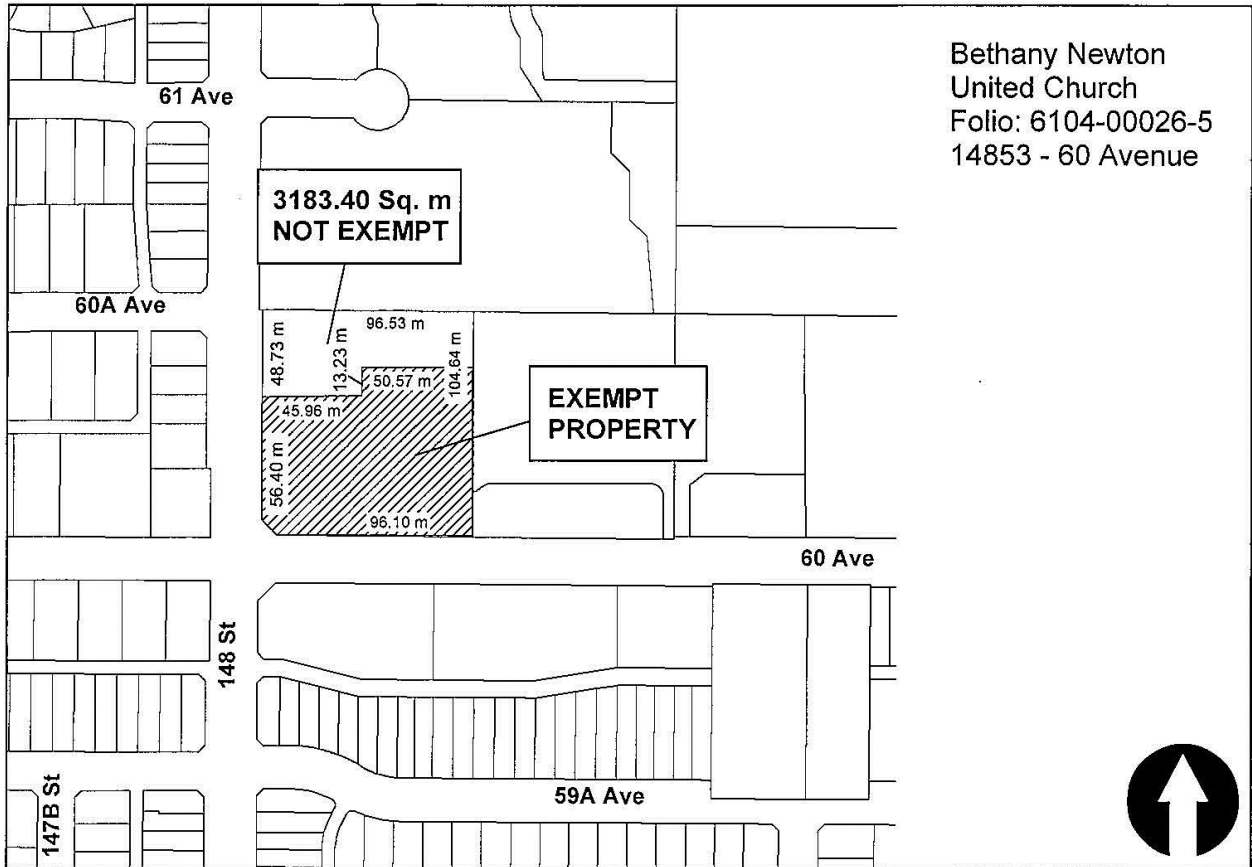 Bethany Newton
United Church
Folio: 6104-00026-5
14853 - 60 Avenue
61 Ave
3183.40 Sq. m
NOT EXEMPT
60A Ave
96.53 m
48.73 m
13.23 m
50.57 m
104.64 m
EXEMPT
PROPERTY
45.96 m
56.40 m
96.10 m
60 Ave
148 St
59A Ave
147B St